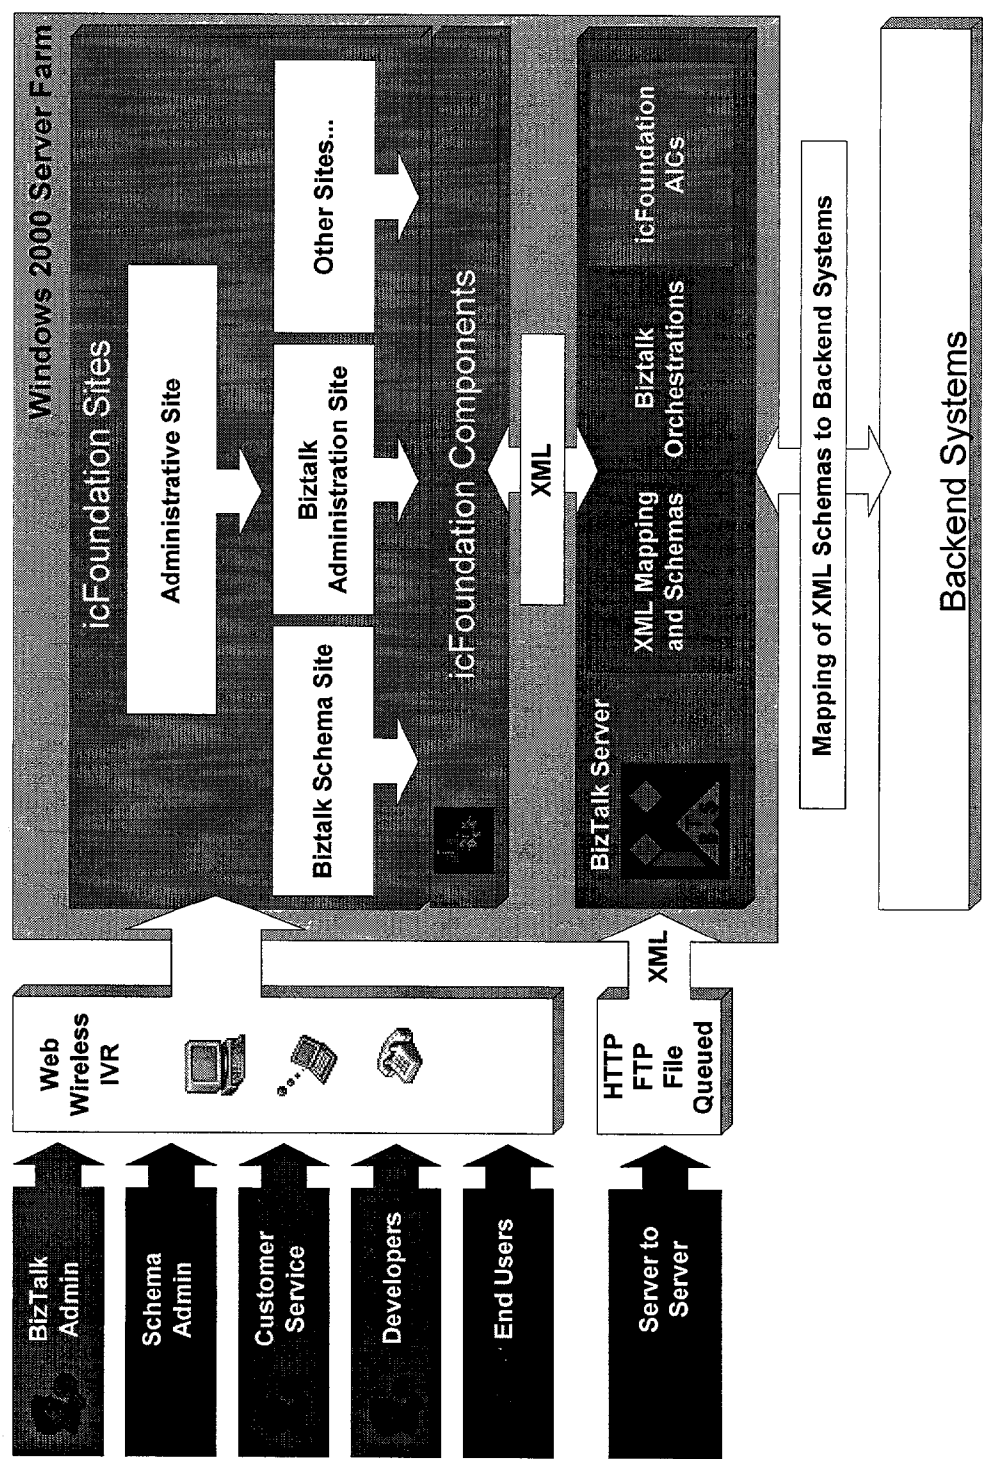 Windows 2000 Server Farm
BizTalk
Admin
Schema
Admin
Customer
Service
Developers
End Users
Server to
Server
Web
Wireless
IVR
HTTP
FTP
File
Queued
XML
icFoundation Sites
Administrative Site
Biztalk Schema Site
Biztalk
Administration Site
Other Sites...
icFoundation Components
XML
BizTalk Server
BTS
XML Mapping
and Schemas
Biztalk
Orchestrations
icFoundation
AICs
Mapping of XML Schemas to Backend Systems
Backend Systems